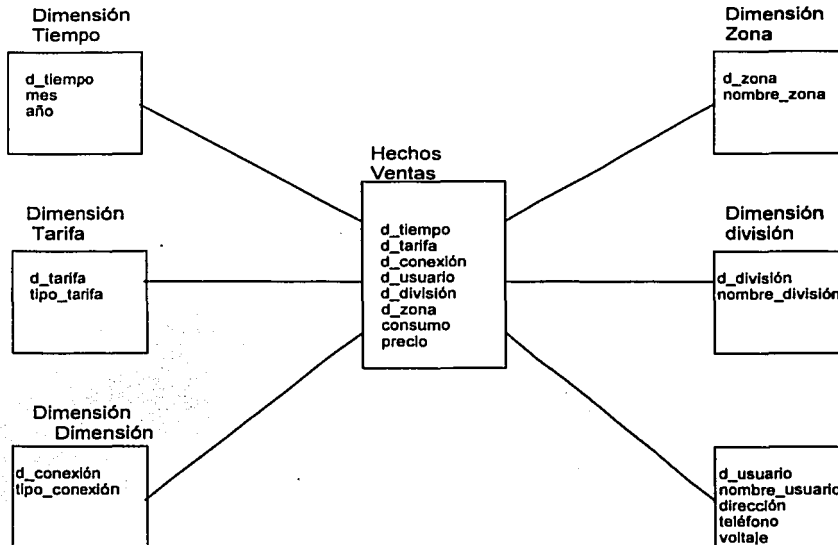 Dimensión
Tiempo
d_tiempo
mes
año
Dimensión
Zona
d_zona
nombre_zona
Hechos
Ventas
d_tiempo
d_tarifa
d_conexión
d_usuario
d_división
d_zona
consumo
precio
Dimensión
Tarifa
d_tarifa
tipo_tarifa
Dimensión
división
d_división
nombre_división
Dimensión
Dimensión
d_conexión
tipo_conexión
d_usuario
nombre_usuario
dirección
teléfono
voltaje